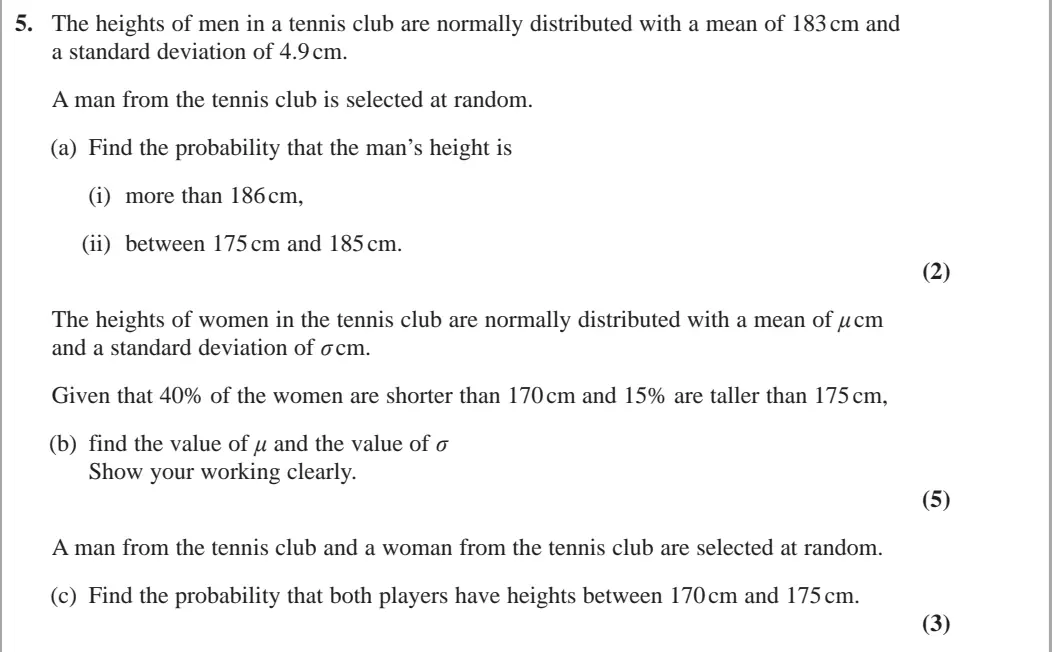 5. The heights of men in a tennis club are normally distributed with a mean of 183 cm and
a standard deviation of 4.9 cm.
A man from the tennis club is selected at random.
(a) Find the probability that the man’s height is
(i) more than 186 cm,
(ii) between 175 cm and 185 cm.
(2)
The heights of women in the tennis club are normally distributed with a mean of μ cm
and a standard deviation of σ cm.
Given that 40% of the women are shorter than 170 cm and 15% are taller than 175 cm,
(b) find the value of μ and the value of σ
Show your working clearly.
(5)
A man from the tennis club and a woman from the tennis club are selected at random.
(c) Find the probability that both players have heights between 170 cm and 175 cm.
(3)